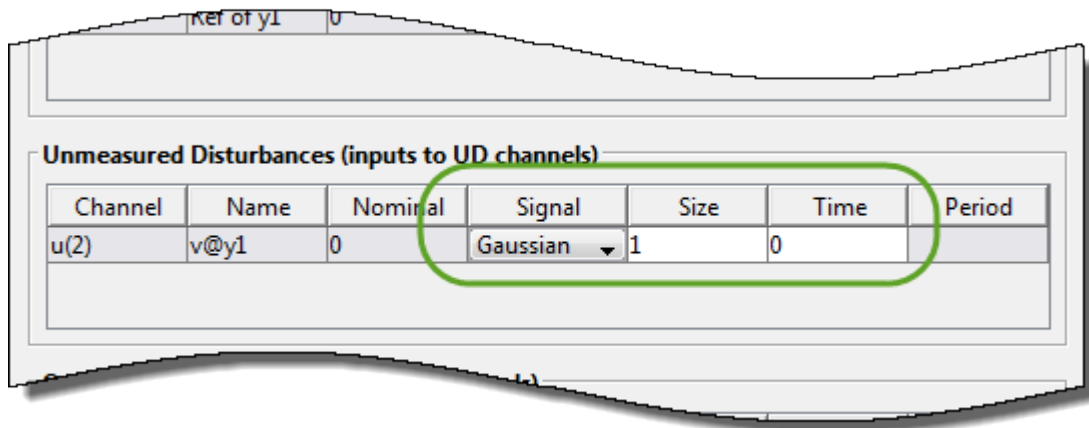 Ref of y1 0
Unmeasured Disturbances (inputs to UD channels)
Channel Name Nominal Signal Size Time Period
u(2) v@y1 0 Gaussian 1 0